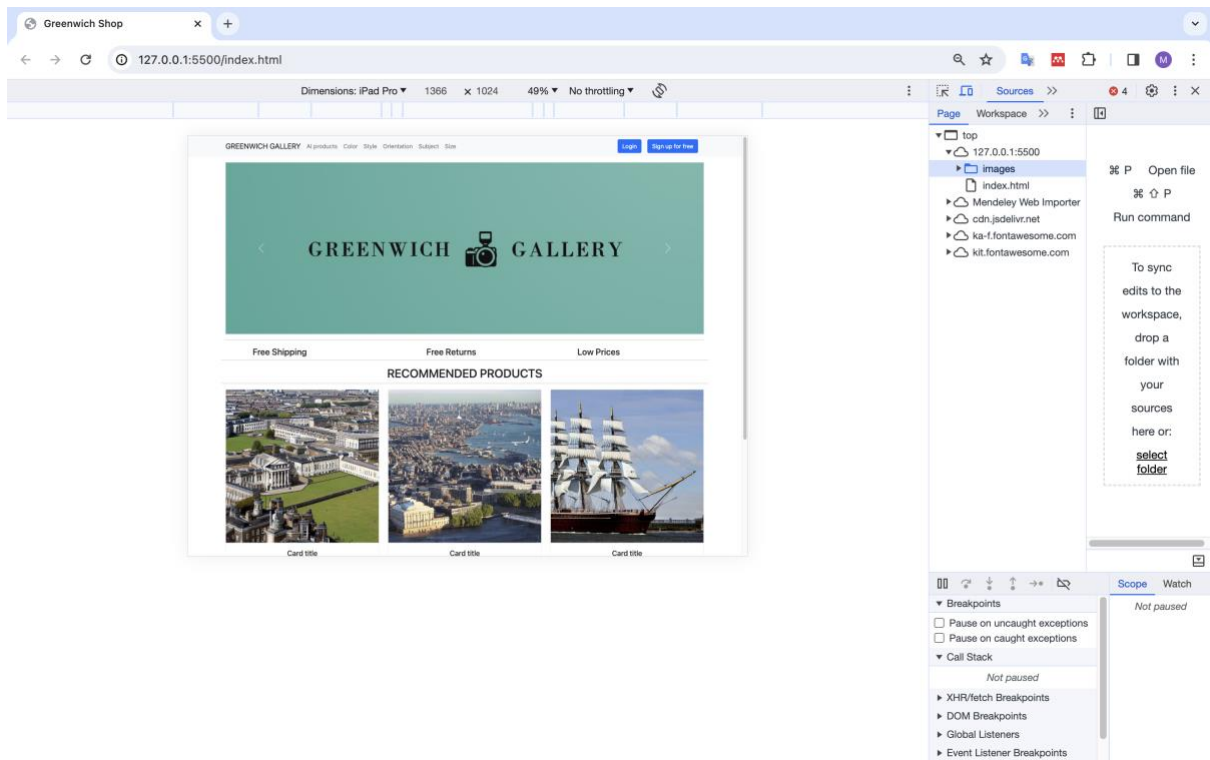 Greenwich Shop
127.0.0.1:5500/index.html
M
Dimensions: iPad Pro 1366 × 1024 49% No throttling
Sources 4
Page Workspace
top
127.0.0.1:5500
images
index.html
Mendeley Web Importer
cdn.jsdelivr.net
ka-f.fontawesome.com
kit.fontawesome.com
⌘ P Open file
⌘ ⇧ P
Run command
To sync
edits to the
workspace,
drop a
folder with
your
sources
here or:
select
folder
GREENWICH GALLERY Al products Color Style Orientation Subject Size Login Sign up for free
GREENWICH GALLERY
Free Shipping Free Returns Low Prices
RECOMMENDED PRODUCTS
Card title Card title Card title
Breakpoints
Pause on uncaught exceptions
Pause on caught exceptions
Call Stack
Not paused
XHR/fetch Breakpoints
DOM Breakpoints
Global Listeners
Event Listener Breakpoints
Scope Watch
Not paused